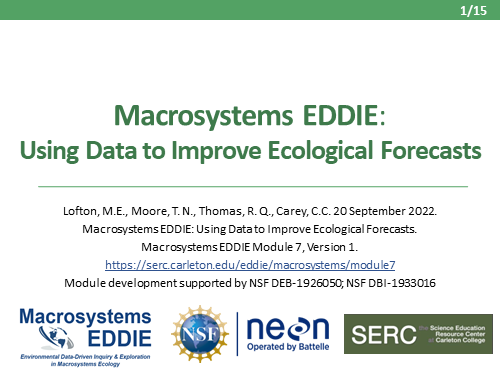 1/15
Macrosystems EDDIE:
Using Data to Improve Ecological Forecasts
Lofton, M.E., Moore, T. N., Thomas, R. Q., Carey, C.C. 20 September 2022.
Macrosystems EDDIE: Using Data to Improve Ecological Forecasts.
Macrosystems EDDIE Module 7, Version 1.
https://serc.carleton.edu/eddie/macrosystems/module7
Module development supported by NSF DEB-1926050; NSF DBI-1933016
Macrosystems
EDDIE
Environmental Data-Driven Inquiry & Exploration
in Macrosystems Ecology
NSF
neon
Operated by Battelle
SERC
the Science Education
Resource Center
at Carleton College